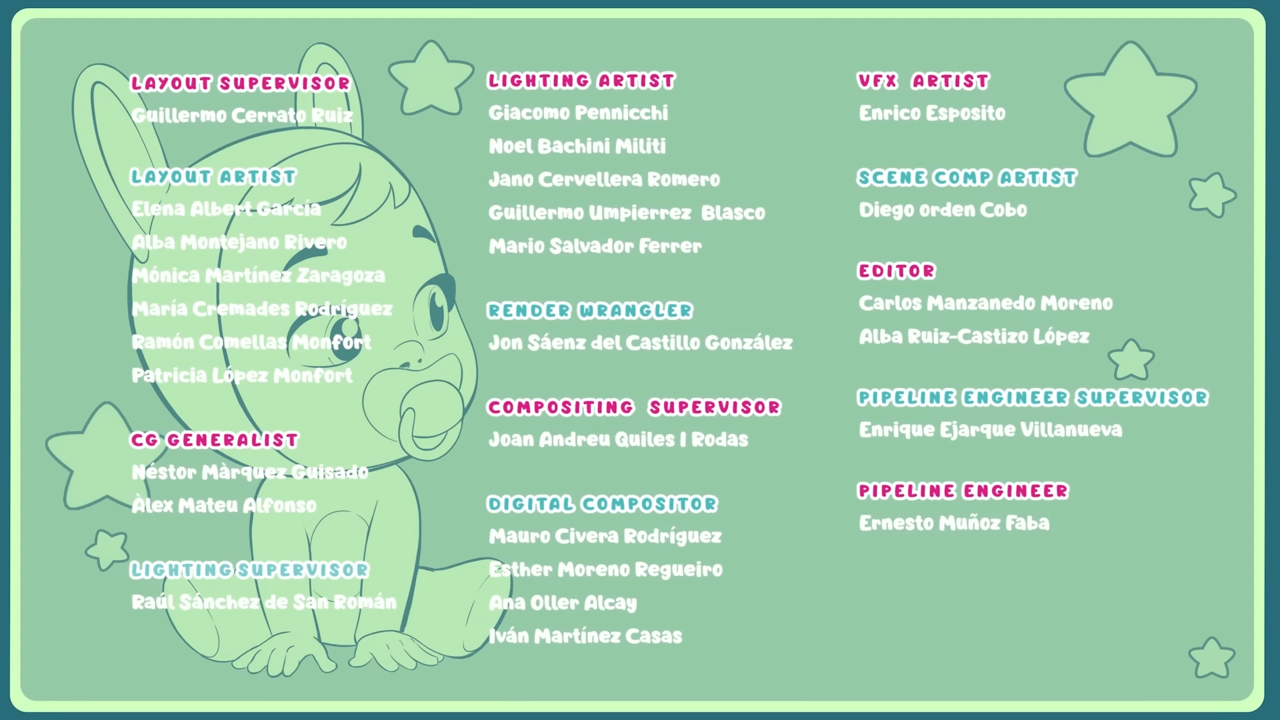 LAYOUT SUPERVISOR
Guillermo Cerrato Ruiz
LAYOUT ARTIST
Elena Albert García
Alba Montejano Rivero
Mónica Martínez Zaragoza
María Cremades Rodríguez
Ramón Comellas Monfort
Patricia López Monfort
CG GENERALIST
Néstor Màrquez Guisado
Àlex Mateu Alfonso
LIGHTING SUPERVISOR
Raúl Sánchez de San Román
LIGHTING ARTIST
Giacomo Pennicchi
Noel Bachini Militi
Jano Cervellera Romero
Guillermo Umpierrez Blasco
Mario Salvador Ferrer
RENDER WRANGLER
Jon Sáenz del Castillo González
COMPOSITING SUPERVISOR
Joan Andreu Quiles I Rodas
DIGITAL COMPOSITOR
Mauro Civera Rodríguez
Esther Moreno Regueiro
Ana Oller Alcay
Iván Martínez Casas
VFX ARTIST
Enrico Esposito
SCENE COMP ARTIST
Diego orden Cobo
EDITOR
Carlos Manzanedo Moreno
Alba Ruiz-Castizo López
PIPELINE ENGINEER SUPERVISOR
Enrique Ejarque Villanueva
PIPELINE ENGINEER
Ernesto Muñoz Faba